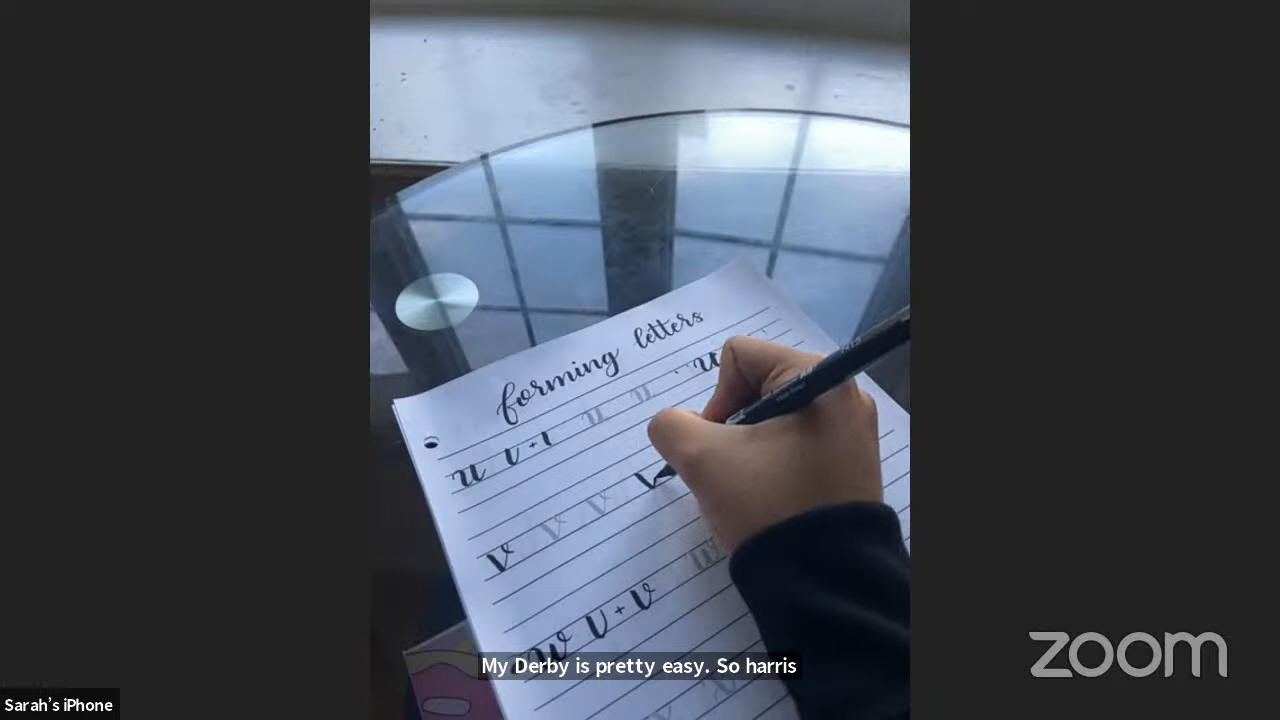 forming letters
u u + ι u u u
v v v v
w u + v w
My Derby is pretty easy. So harris
Sarah's iPhone
zoom